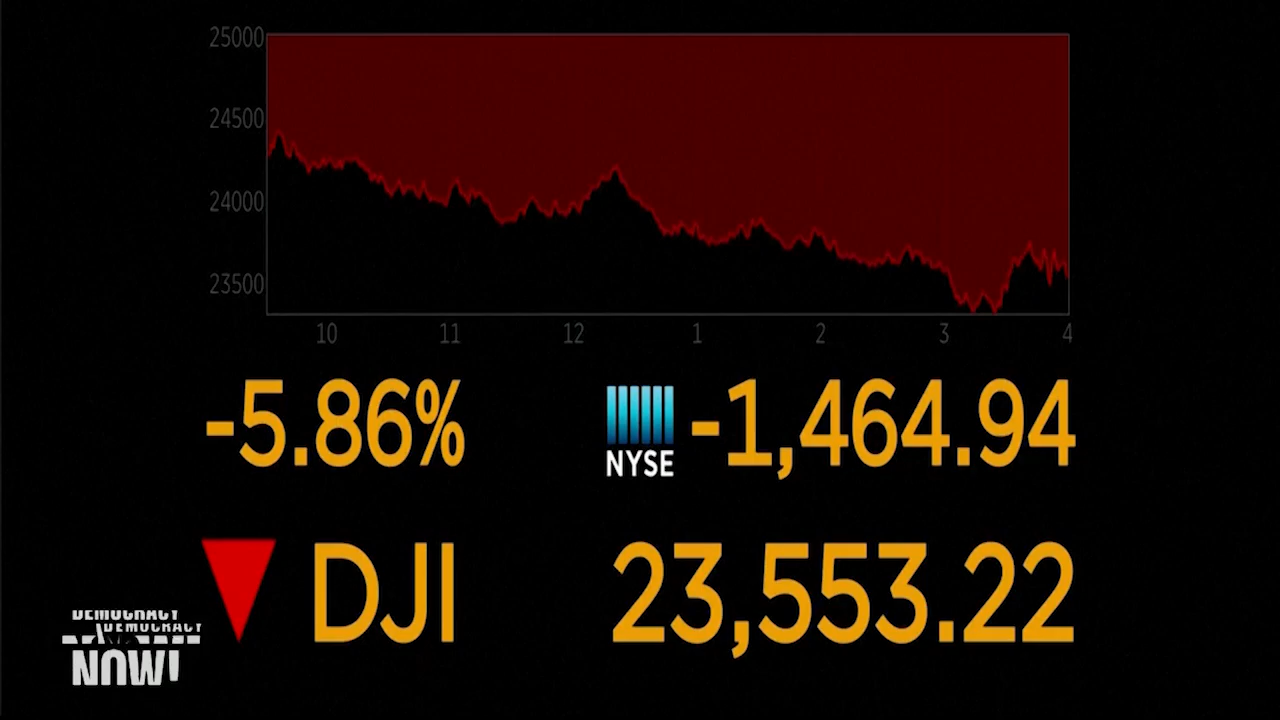 25000
24500
24000
23500
10 11 12 1 2 3 4
-5.86% NYSE -1,464.94
DJI 23,553.22
DEMOCRACY
DEMOCRACY
NOW!